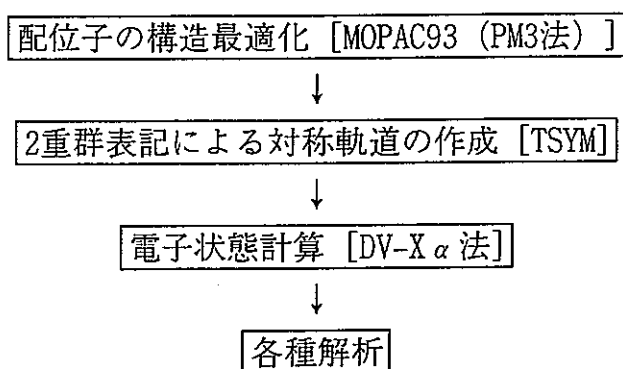 配位子の構造最適化 [MOPAC93 (PM3法) ]
↓
2重群表記による対称軌道の作成 [TSYM]
↓
電子状態計算 [DV-Xα法]
↓
各種解析